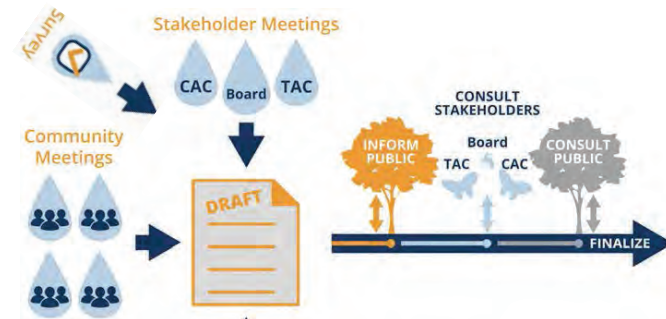 Survey
Stakeholder Meetings
CAC
Board
TAC
Community
Meetings
DRAFT
CONSULT
STAKEHOLDERS
INFORM
PUBLIC
Board
TAC
CAC
CONSULT
PUBLIC
FINALIZE